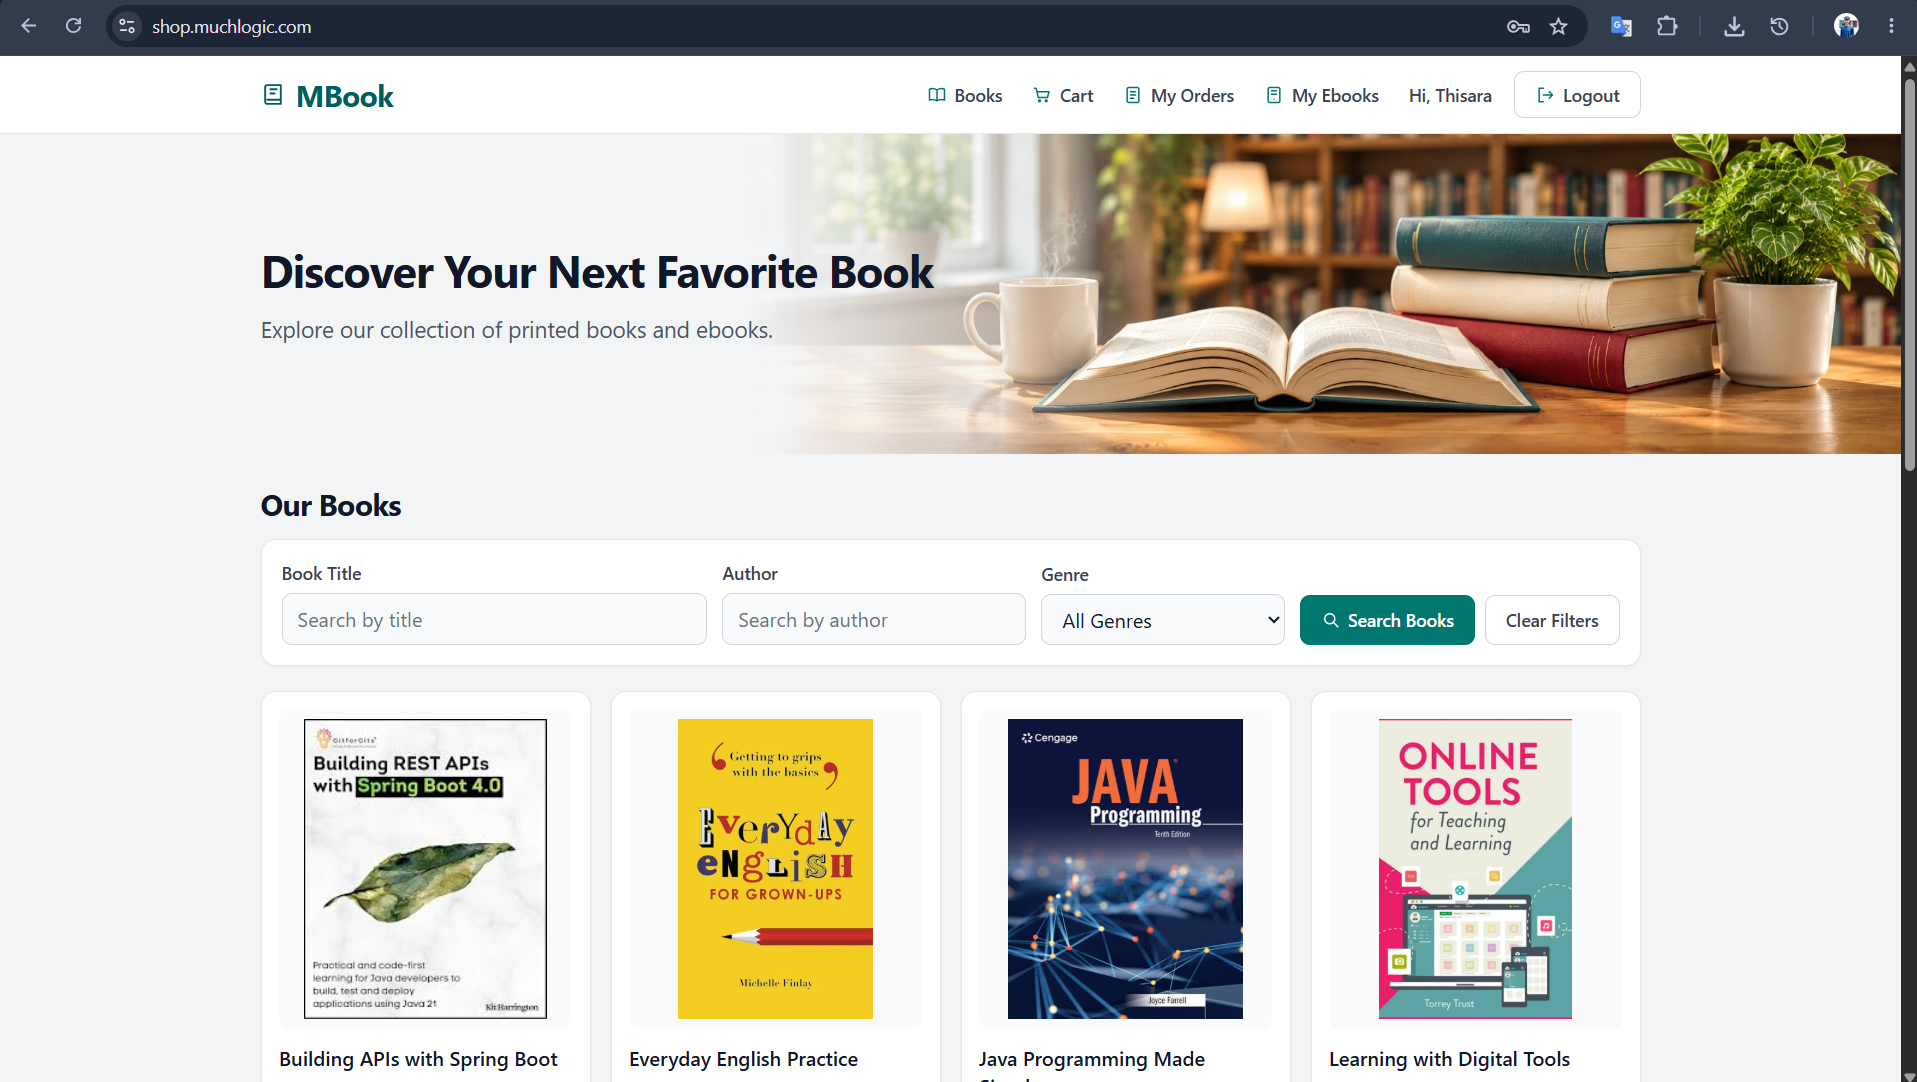 shop.muchlogic.com
MBook
Books
Cart
My Orders
My Ebooks
Hi, Thisara
Logout
Discover Your Next Favorite Book
Explore our collection of printed books and ebooks.
Our Books
Book Title
Author
Genre
Search by title
Search by author
All Genres
Search Books
Clear Filters
GitforGits
Building REST APIs
with Spring Boot 4.0
Practical and code-first
learning for Java developers to
build, test and deploy
applications using Java 21
Kit Harrington
Building APIs with Spring Boot
Getting to grips
with the basics
EvERYdAY
eNGLiSH
FOR GROWN-UPS
Michelle Finlay
Everyday English Practice
Cengage
JAVA
Programming
Tenth Edition
Joyce Farrell
Java Programming Made
ONLINE
TOOLS
for Teaching
and Learning
Torrey Trust
Learning with Digital Tools